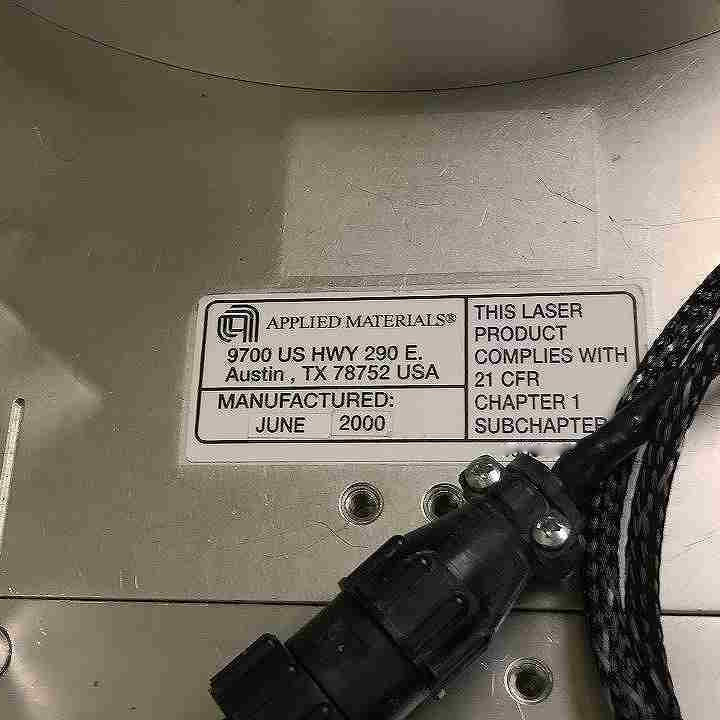 APPLIED MATERIALS®
9700 US HWY 290 E.
Austin , TX 78752 USA
MANUFACTURED:
JUNE 2000
THIS LASER
PRODUCT
COMPLIES WITH
21 CFR
CHAPTER 1
SUBCHAPTER